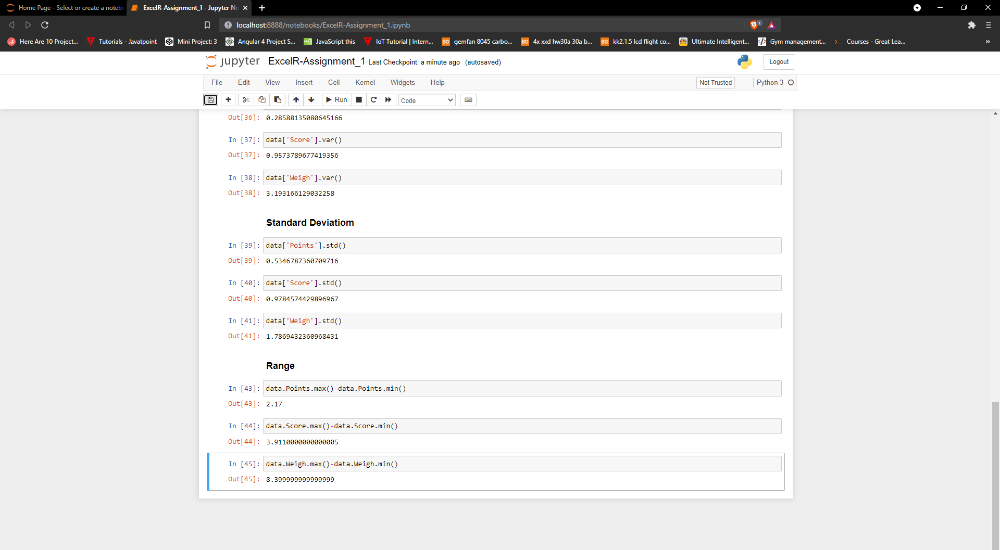 Home Page - Select or create a noteb
ExcelR-Assignment_1 - Jupyter No
localhost:8888/notebooks/ExcelR-Assignment_1.ipynb
1
Here Are 10 Project...
Tutorials - Javatpoint
Mini Project: 3
Angular 4 Project S...
JavaScript this
IoT Tutorial | Intern...
BG
gemfan 8045 carbo...
BG
4x xxd hw30a 30a b...
BG
kk2.1.5 lcd flight co...
Ultimate Intelligent...
Gym management...
Courses - Great Lea...
»
jupyter
ExcelR-Assignment_1 Last Checkpoint: a minute ago (autosaved)
Logout
File Edit View Insert Cell Kernel Widgets Help
Not Trusted
Python 3
Run
Code
Out[36]: 0.28588135080645166
In [37]: data['Score'].var()
Out[37]: 0.9573789677419356
In [38]: data['Weigh'].var()
Out[38]: 3.193166129032258
Standard Deviatiom
In [39]: data['Points'].std()
Out[39]: 0.5346787360709716
In [40]: data['Score'].std()
Out[40]: 0.9784574429896967
In [41]: data['Weigh'].std()
Out[41]: 1.7869432360968431
Range
In [43]: data.Points.max()-data.Points.min()
Out[43]: 2.17
In [44]: data.Score.max()-data.Score.min()
Out[44]: 3.9110000000000005
In [45]: data.Weigh.max()-data.Weigh.min()
Out[45]: 8.399999999999999